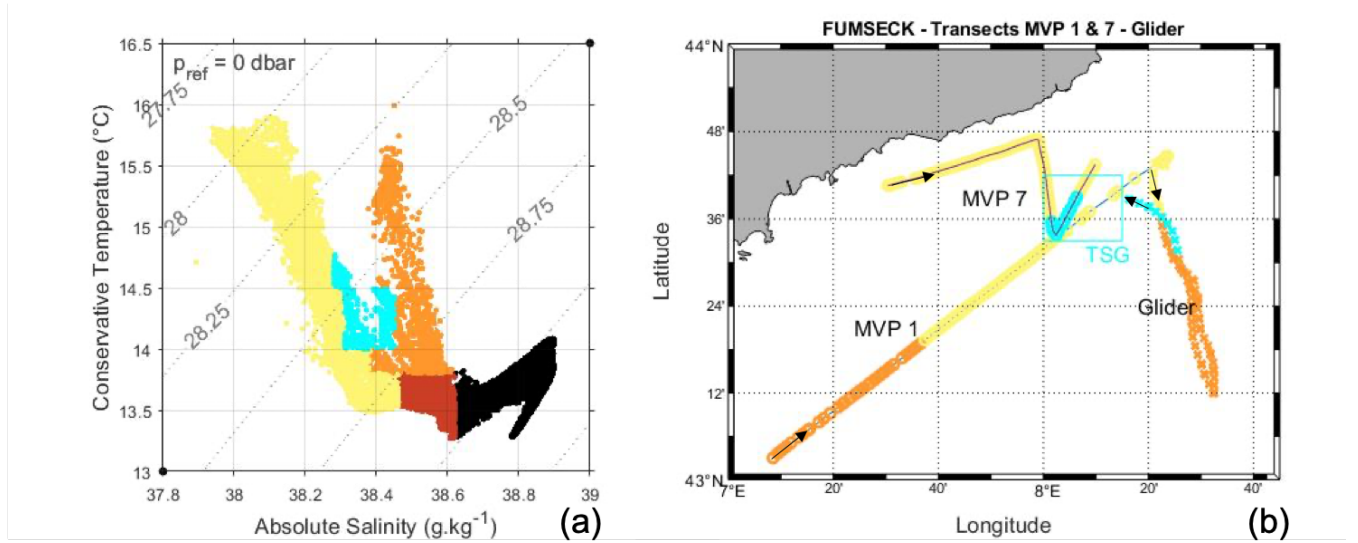 FUMSECK - Transects MVP 1 & 7 - Glider
16.5
16
15.5
15
14.5
14
13.5
13
Conservative Temperature (°C)
p_ref = 0 dbar
27.75
28
28.25
28.5
28.75
37.8
38
38.2
38.4
38.6
38.8
39
Absolute Salinity (g.kg⁻¹)
(a)
44°N
48'
36'
24'
12'
43°N
Latitude
MVP 7
TSG
MVP 1
Glider
7°E
20'
40'
8°E
20'
40'
Longitude
(b)